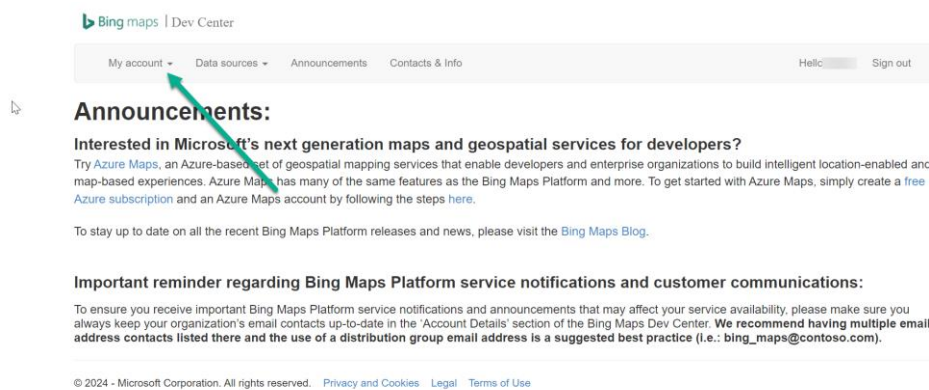 Bing maps | Dev Center
My account Data sources Announcements Contacts & Info Hello Sign out
Announcements:
Interested in Microsoft's next generation maps and geospatial services for developers?
Try Azure Maps, an Azure-based set of geospatial mapping services that enable developers and enterprise organizations to build intelligent location-enabled and
map-based experiences. Azure Maps has many of the same features as the Bing Maps Platform and more. To get started with Azure Maps, simply create a free
Azure subscription and an Azure Maps account by following the steps here.
To stay up to date on all the recent Bing Maps Platform releases and news, please visit the Bing Maps Blog.
Important reminder regarding Bing Maps Platform service notifications and customer communications:
To ensure you receive important Bing Maps Platform service notifications and announcements that may affect your service availability, please make sure you
always keep your organization's email contacts up-to-date in the 'Account Details' section of the Bing Maps Dev Center. We recommend having multiple email
address contacts listed there and the use of a distribution group email address is a suggested best practice (i.e.: bing_maps@contoso.com).
© 2024 - Microsoft Corporation. All rights reserved. Privacy and Cookies Legal Terms of Use